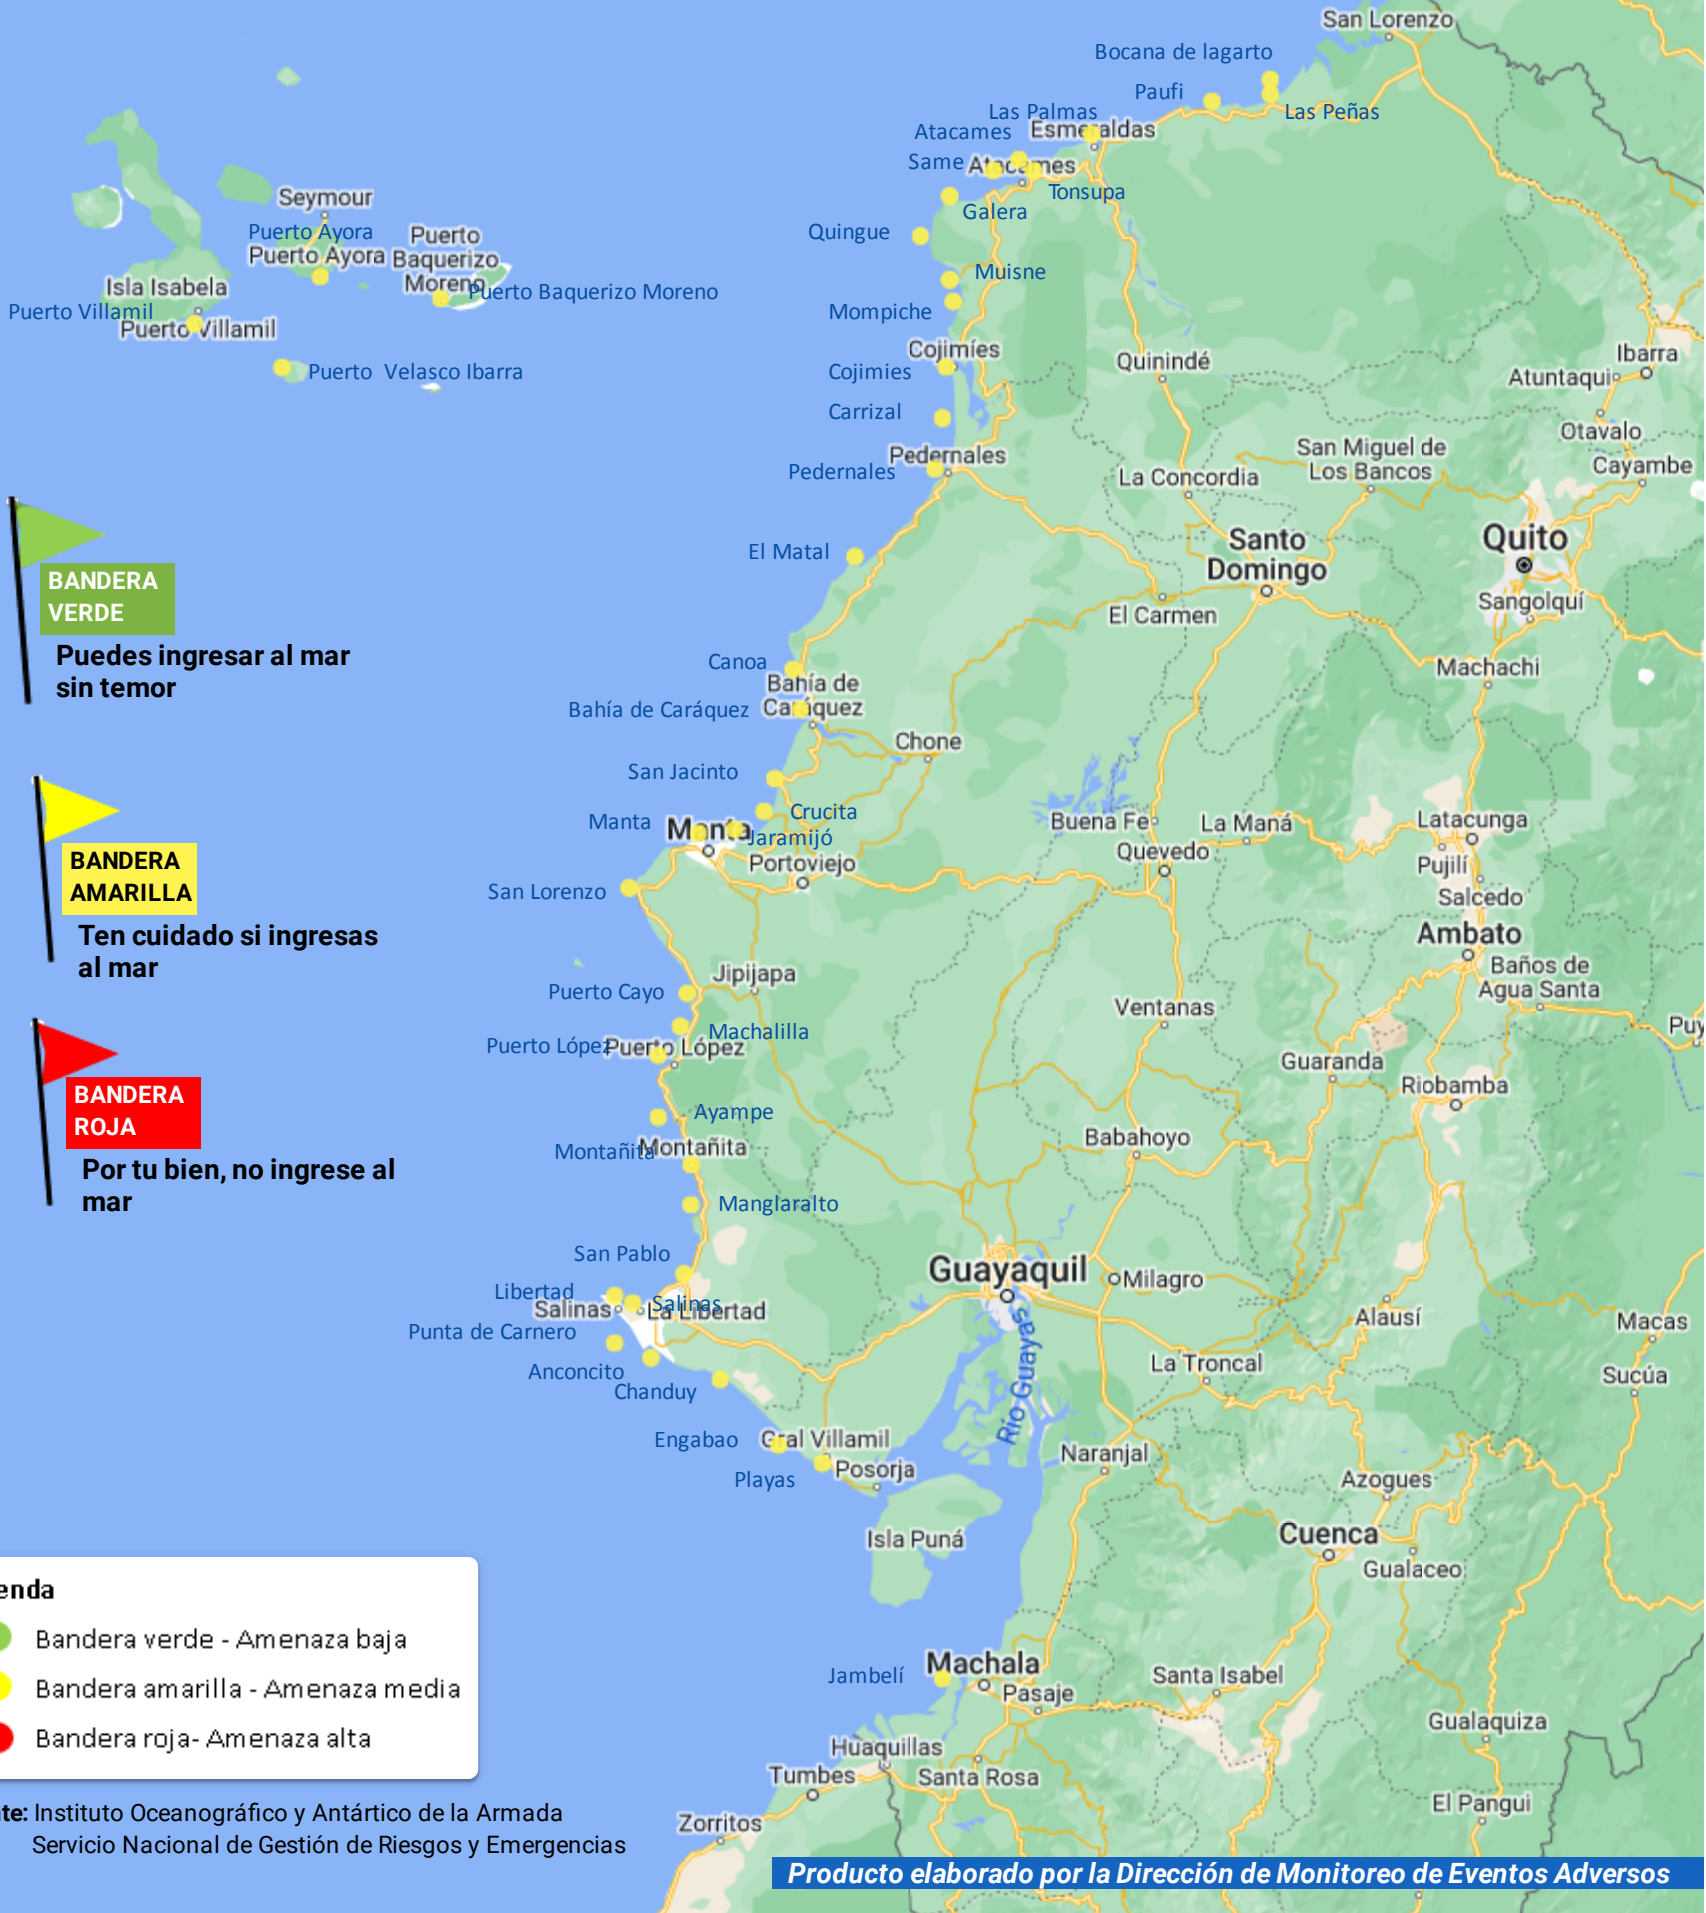 San Lorenzo
Bocana de lagarto
Paufi
Las Peñas
Las Palmas
Atacames
Esmeraldas
Same
Atacames
Tonsupa
Galera
Quingue
Muisne
Mompiche
Cojimíes
Cojimies
Carrizal
Pedernales
Pedernales
El Matal
Canoa
Bahía de
Caráquez
Bahía de Caráquez
Chone
San Jacinto
Crucita
Manta
Manta
Jaramijó
Portoviejo
San Lorenzo
Jipijapa
Puerto Cayo
Machalilla
Puerto López
Puerto López
Ayampe
Montañita
Montañita
Manglaralto
San Pablo
Libertad
Salinas
Salinas
La Libertad
Punta de Carnero
Anconcito
Chanduy
Engabao
Gral Villamil
Playas
Posorja
Isla Puná
Jambelí
Machala
Pasaje
Huaquillas
Tumbes
Santa Rosa
Zorritos
Seymour
Puerto Ayora
Puerto Ayora
Puerto
Baquerizo
Moreno
Puerto Baquerizo Moreno
Isla Isabela
Puerto Villamil
Puerto Villamil
Puerto Velasco Ibarra
Quinindé
Ibarra
Atuntaqui
Otavalo
Cayambe
San Miguel de
Los Bancos
La Concordia
Santo
Domingo
Quito
Sangolquí
El Carmen
Machachi
Buena Fe
La Maná
Quevedo
Latacunga
Pujilí
Salcedo
Ambato
Baños de
Agua Santa
Puy
Ventanas
Guaranda
Riobamba
Babahoyo
Guayaquil
Milagro
Río Guayas
Alausí
Macas
La Troncal
Sucúa
Naranjal
Azogues
Cuenca
Gualaceo
Santa Isabel
Gualaquiza
El Pangui
BANDERA
VERDE
Puedes ingresar al mar
sin temor
BANDERA
AMARILLA
Ten cuidado si ingresas
al mar
BANDERA
ROJA
Por tu bien, no ingrese al
mar
enda
Bandera verde - Amenaza baja
Bandera amarilla - Amenaza media
Bandera roja- Amenaza alta
te: Instituto Oceanográfico y Antártico de la Armada
Servicio Nacional de Gestión de Riesgos y Emergencias
Producto elaborado por la Dirección de Monitoreo de Eventos Adversos